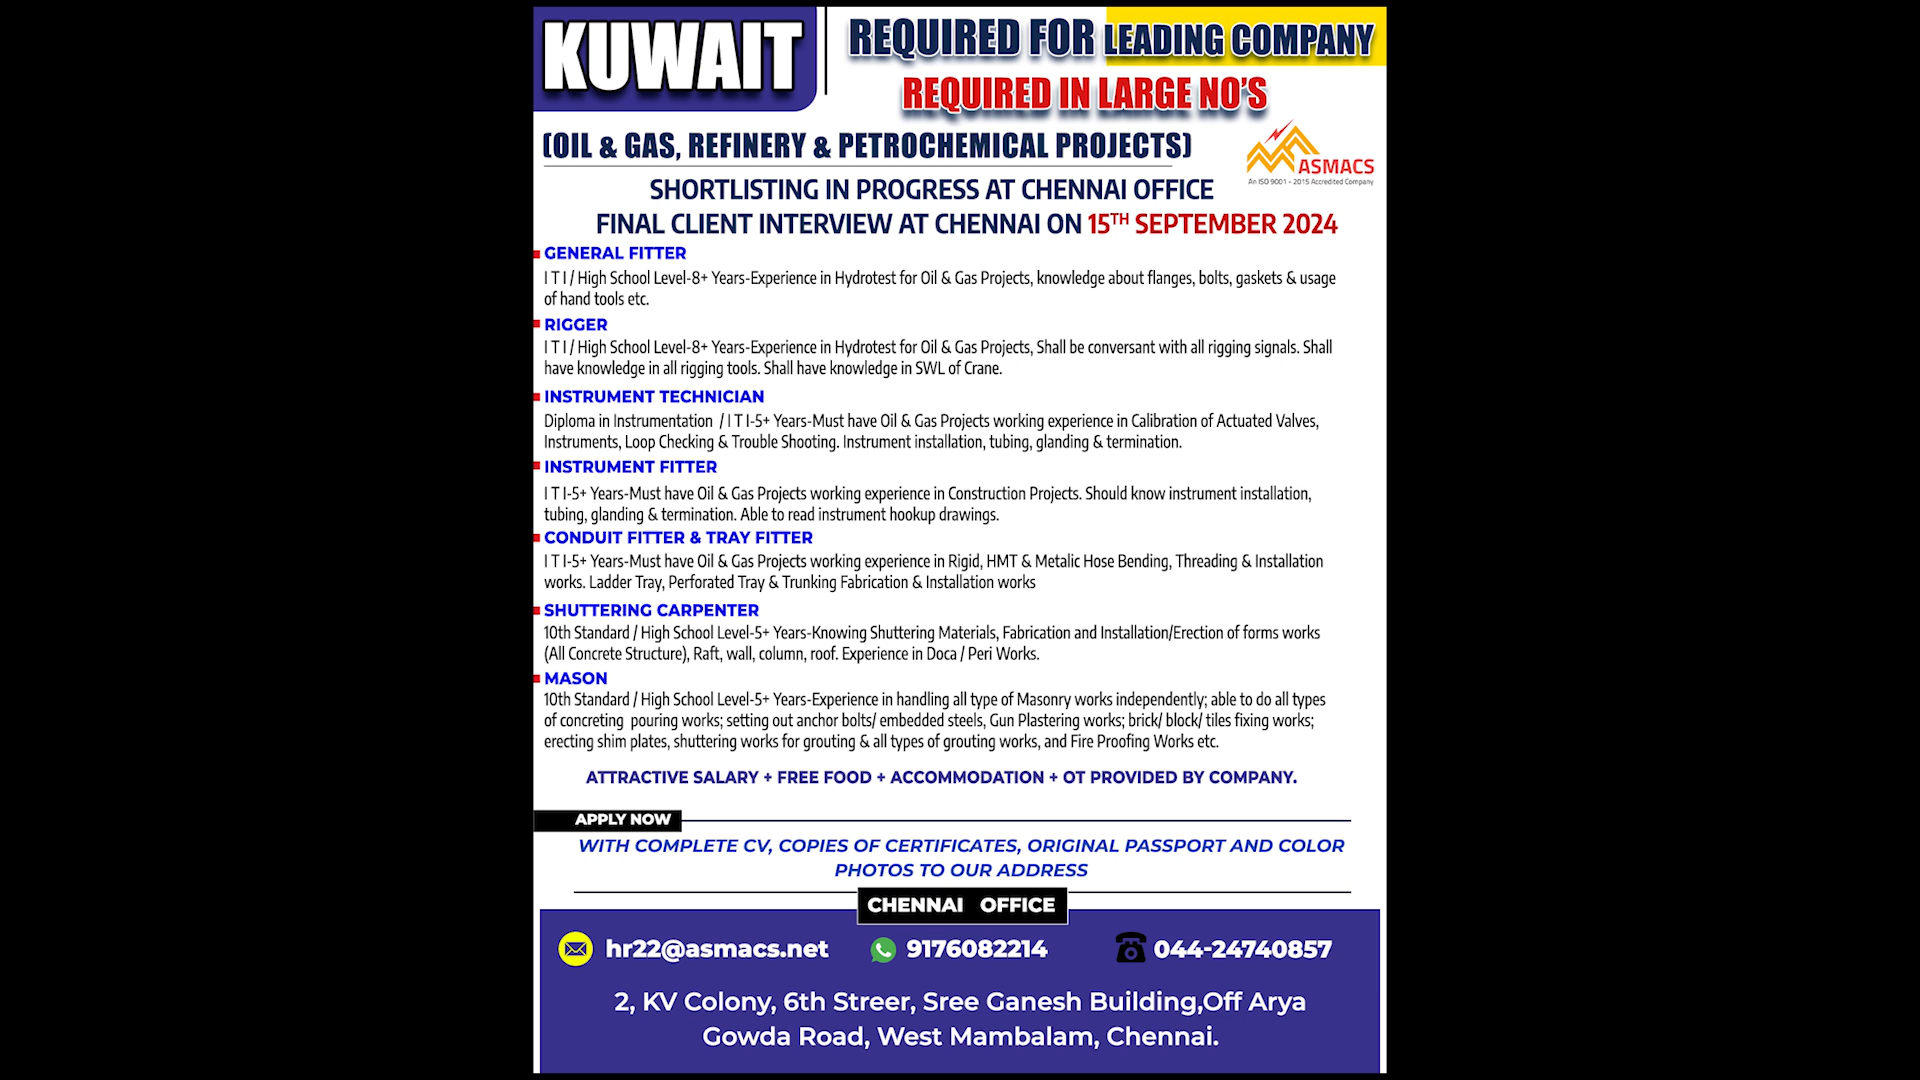 KUWAIT
REQUIRED FOR LEADING COMPANY
REQUIRED IN LARGE NO'S
(OIL & GAS, REFINERY & PETROCHEMICAL PROJECTS)
ASMACS
An ISO 9001 - 2015 Accredited Company
SHORTLISTING IN PROGRESS AT CHENNAI OFFICE
FINAL CLIENT INTERVIEW AT CHENNAI ON 15TH SEPTEMBER 2024
GENERAL FITTER
I T I / High School Level-8+ Years-Experience in Hydrotest for Oil & Gas Projects, knowledge about flanges, bolts, gaskets & usage
of hand tools etc.
RIGGER
I T I / High School Level-8+ Years-Experience in Hydrotest for Oil & Gas Projects, Shall be conversant with all rigging signals. Shall
have knowledge in all rigging tools. Shall have knowledge in SWL of Crane.
INSTRUMENT TECHNICIAN
Diploma in Instrumentation / I T I-5+ Years-Must have Oil & Gas Projects working experience in Calibration of Actuated Valves,
Instruments, Loop Checking & Trouble Shooting. Instrument installation, tubing, glanding & termination.
INSTRUMENT FITTER
I T I-5+ Years-Must have Oil & Gas Projects working experience in Construction Projects. Should know instrument installation,
tubing, glanding & termination. Able to read instrument hookup drawings.
CONDUIT FITTER & TRAY FITTER
I T I-5+ Years-Must have Oil & Gas Projects working experience in Rigid, HMT & Metalic Hose Bending, Threading & Installation
works. Ladder Tray, Perforated Tray & Trunking Fabrication & Installation works
SHUTTERING CARPENTER
10th Standard / High School Level-5+ Years-Knowing Shuttering Materials, Fabrication and Installation/Erection of forms works
(All Concrete Structure), Raft, wall, column, roof. Experience in Doca / Peri Works.
MASON
10th Standard / High School Level-5+ Years-Experience in handling all type of Masonry works independently; able to do all types
of concreting pouring works; setting out anchor bolts/ embedded steels, Gun Plastering works; brick/ block/ tiles fixing works;
erecting shim plates, shuttering works for grouting & all types of grouting works, and Fire Proofing Works etc.
ATTRACTIVE SALARY + FREE FOOD + ACCOMMODATION + OT PROVIDED BY COMPANY.
APPLY NOW
WITH COMPLETE CV, COPIES OF CERTIFICATES, ORIGINAL PASSPORT AND COLOR
PHOTOS TO OUR ADDRESS
CHENNAI OFFICE
hr22@asmacs.net 9176082214 044-24740857
2, KV Colony, 6th Streer, Sree Ganesh Building,Off Arya
Gowda Road, West Mambalam, Chennai.